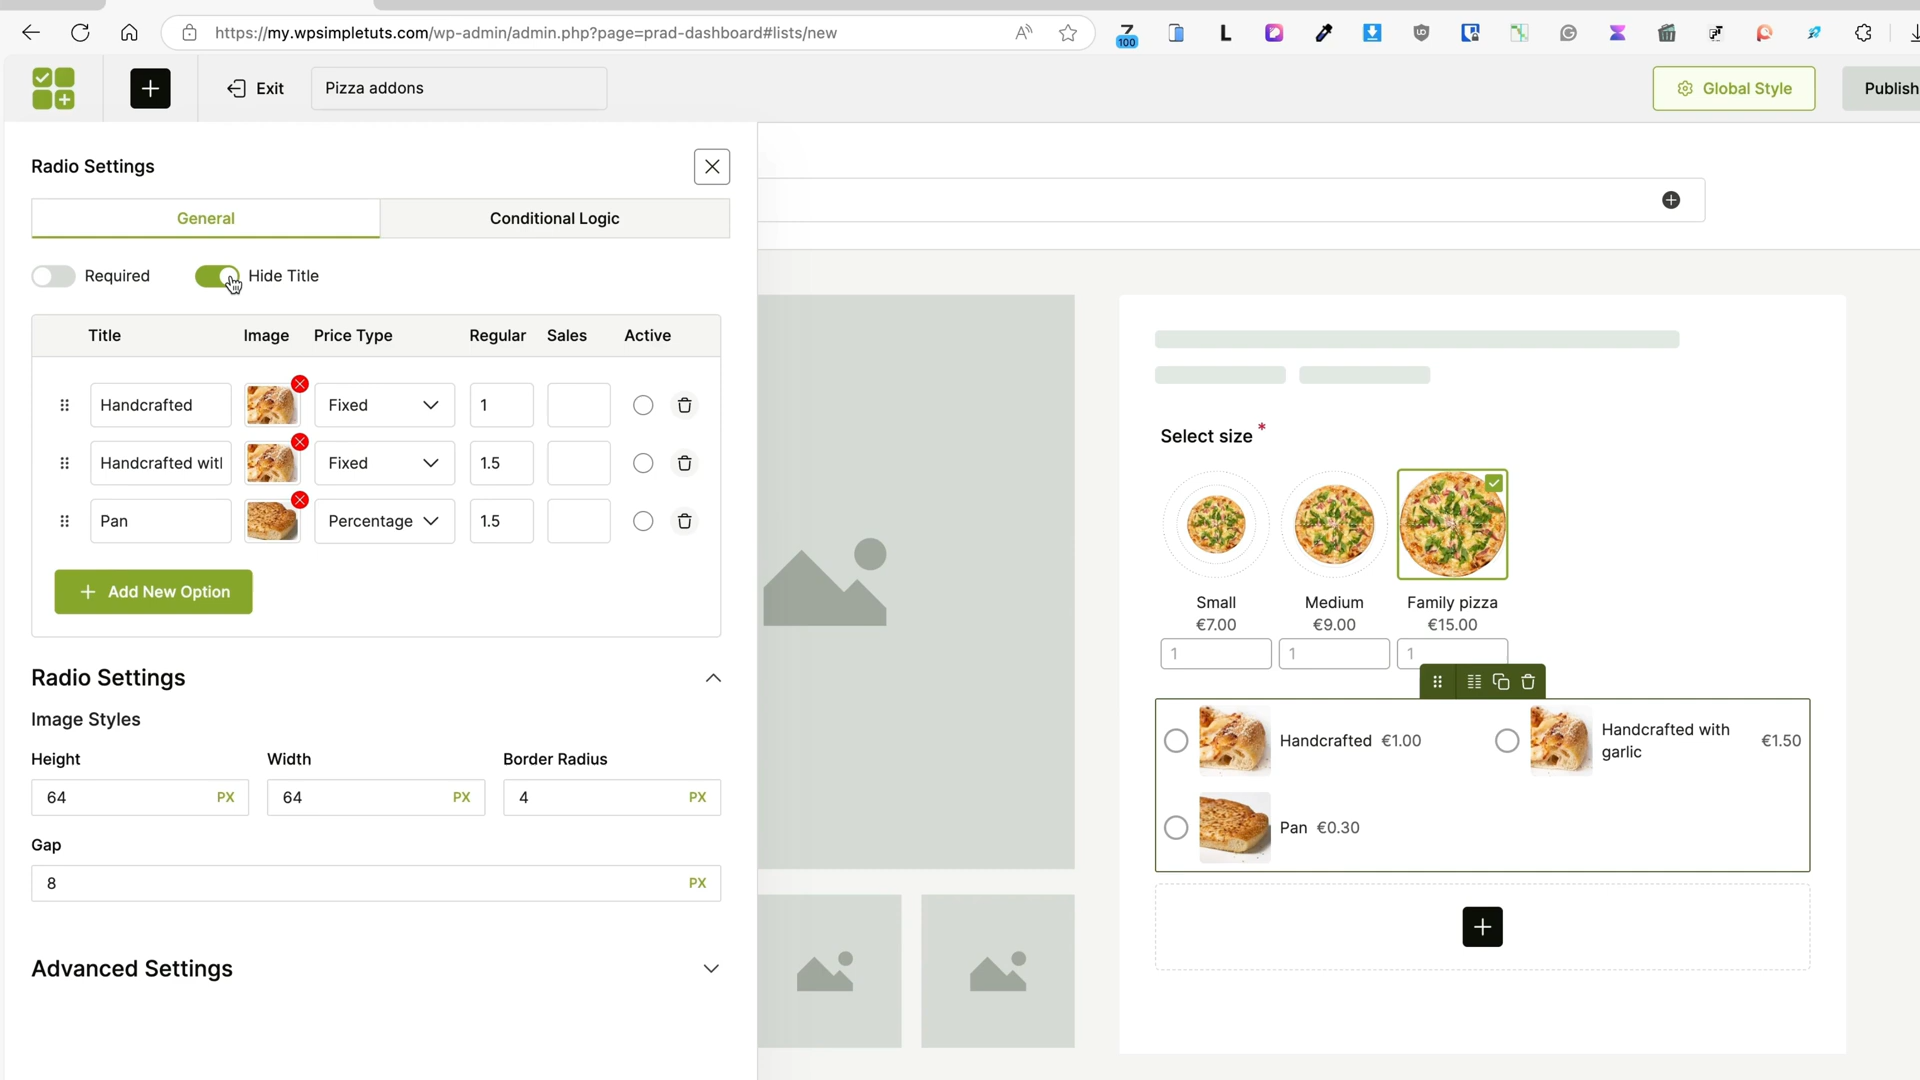 https://my.wpsimpletuts.com/wp-admin/admin.php?page=prad-dashboard#lists/new
100
Exit
Pizza addons
Global Style
Publish
Radio Settings
General
Conditional Logic
Required
Hide Title
Title Image Price Type Regular Sales Active
Handcrafted Fixed 1
Handcrafted with Fixed 1.5
Pan Percentage 1.5
+ Add New Option
Radio Settings
Image Styles
Height Width Border Radius
64 PX 64 PX 4 PX
Gap
8 PX
Advanced Settings
Select size *
Small Medium Family pizza
€7.00 €9.00 €15.00
1 1 1
Handcrafted €1.00
Handcrafted with garlic €1.50
Pan €0.30